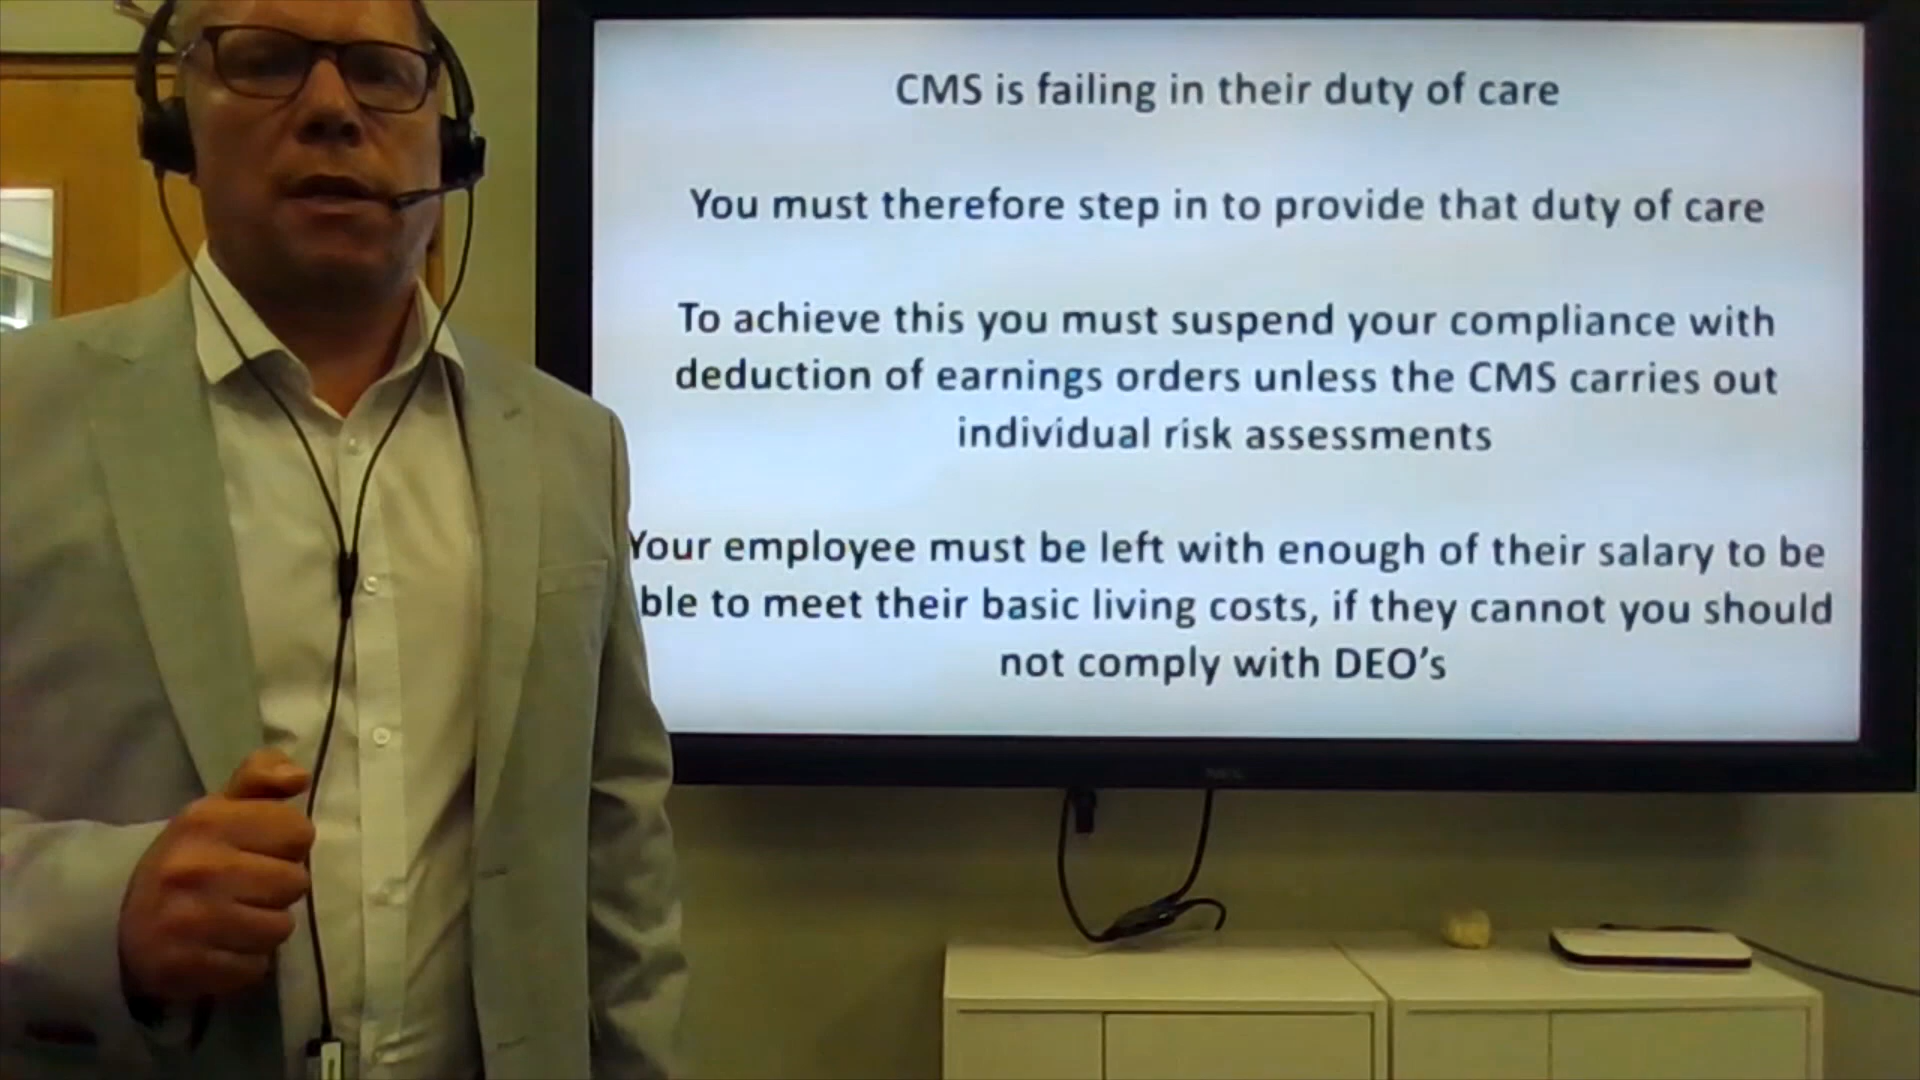 CMS is failing in their duty of care
You must therefore step in to provide that duty of care
To achieve this you must suspend your compliance with
deduction of earnings orders unless the CMS carries out
individual risk assessments
Your employee must be left with enough of their salary to be
ble to meet their basic living costs, if they cannot you should
not comply with DEO's